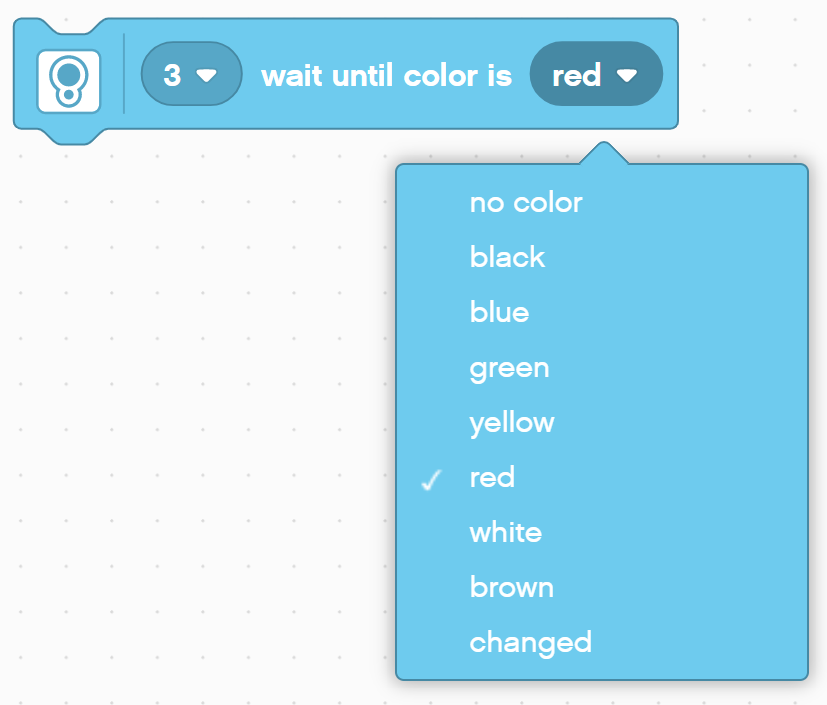 3 wait until color is red
no color
black
blue
green
yellow
red
white
brown
changed